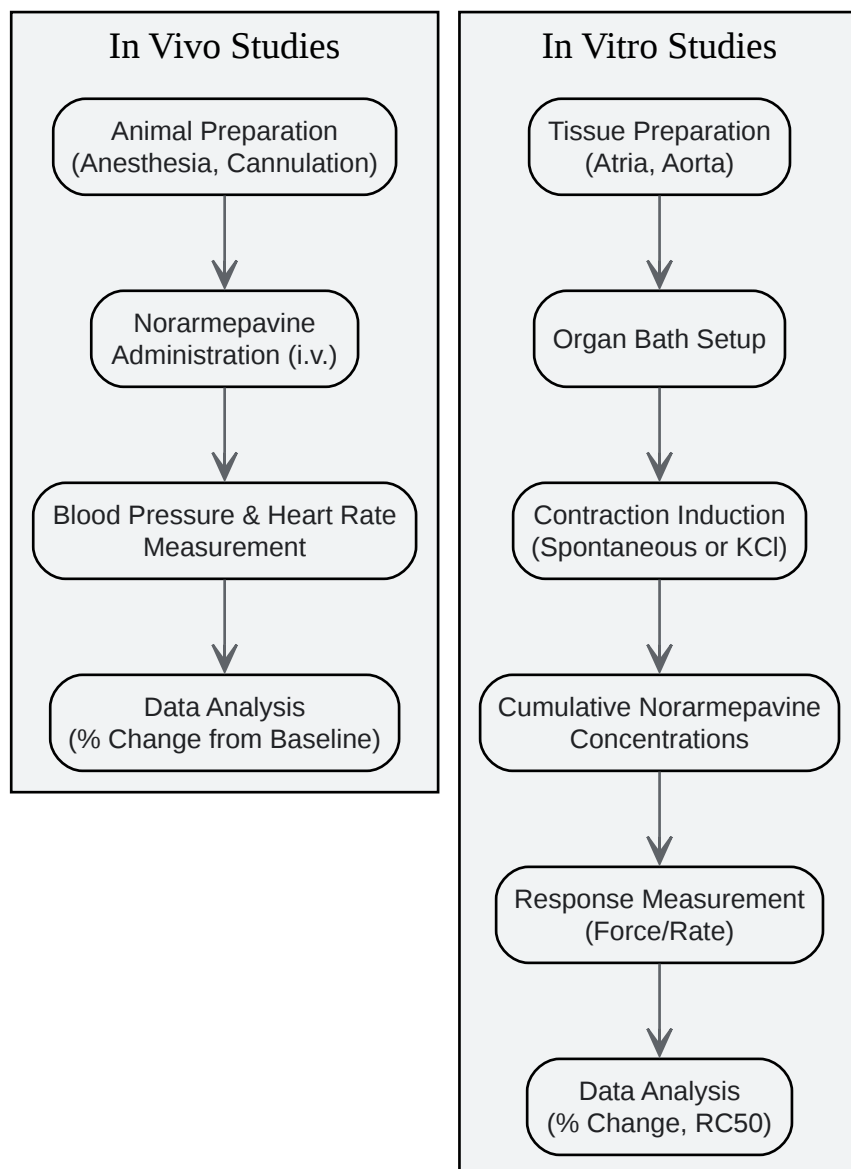 In Vivo Studies
Animal Preparation
(Anesthesia, Cannulation)
Norarmepavine
Administration (i.v.)
Blood Pressure & Heart Rate
Measurement
Data Analysis
(% Change from Baseline)
In Vitro Studies
Tissue Preparation
(Atria, Aorta)
Organ Bath Setup
Contraction Induction
(Spontaneous or KCl)
Cumulative Norarmepavine
Concentrations
Response Measurement
(Force/Rate)
Data Analysis
(% Change, RC50)